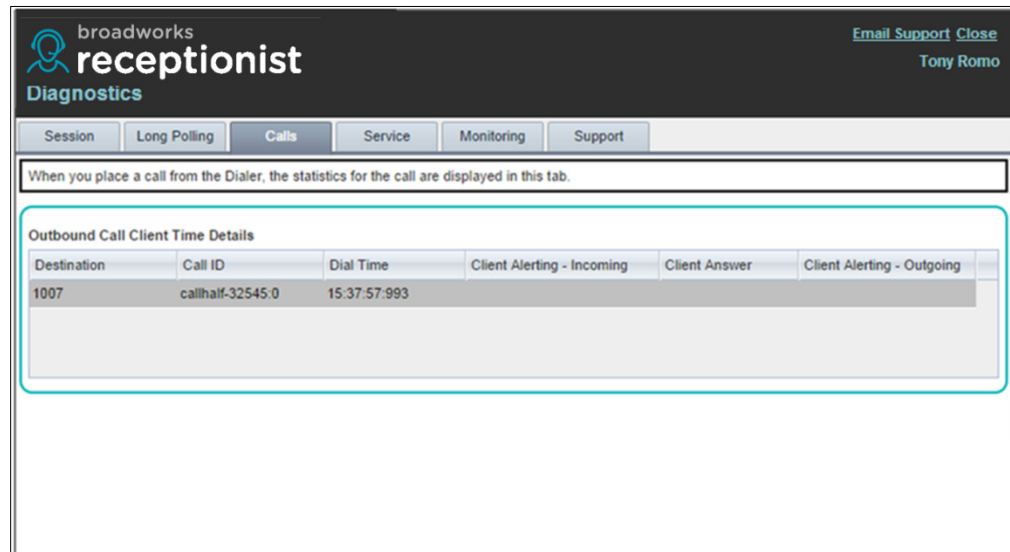 broadworks
receptionist
Diagnostics
Email Support Close
Tony Romo
Session Long Polling Calls Service Monitoring Support
When you place a call from the Dialer, the statistics for the call are displayed in this tab.
Outbound Call Client Time Details
Destination Call ID Dial Time Client Alerting - Incoming Client Answer Client Alerting - Outgoing
1007 callhalf-32545:0 15:37:57:993